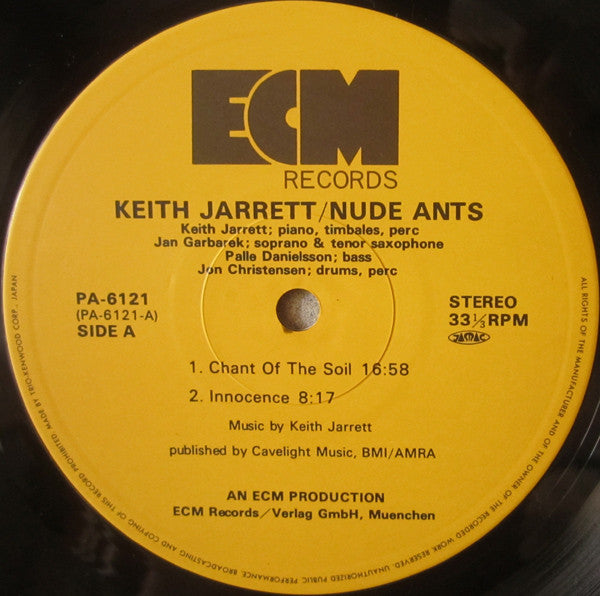 ECM
RECORDS
KEITH JARRETT/NUDE ANTS
Keith Jarrett; piano, timbales, perc
Jan Garbarek; soprano & tenor saxophone
Palle Danielsson; bass
Jon Christensen; drums, perc
PA-6121
(PA-6121-A)
SIDE A
STEREO
33⅓RPM
JASRAC
1. Chant Of The Soil 16:58
2. Innocence 8:17
Music by Keith Jarrett
published by Cavelight Music, BMI/AMRA
AN ECM PRODUCTION
ECM Records/Verlag GmbH, Muenchen
ALL RIGHTS OF THE MANUFACTURER AND OF THE OWNER OF THE RECORDED WORK RESERVED. UNAUTHORIZED PUBLIC PERFORMANCE, BROADCASTING AND COPYING OF THIS RECORD PROHIBITED. MADE BY TRIO-KENWOOD CORP., JAPAN